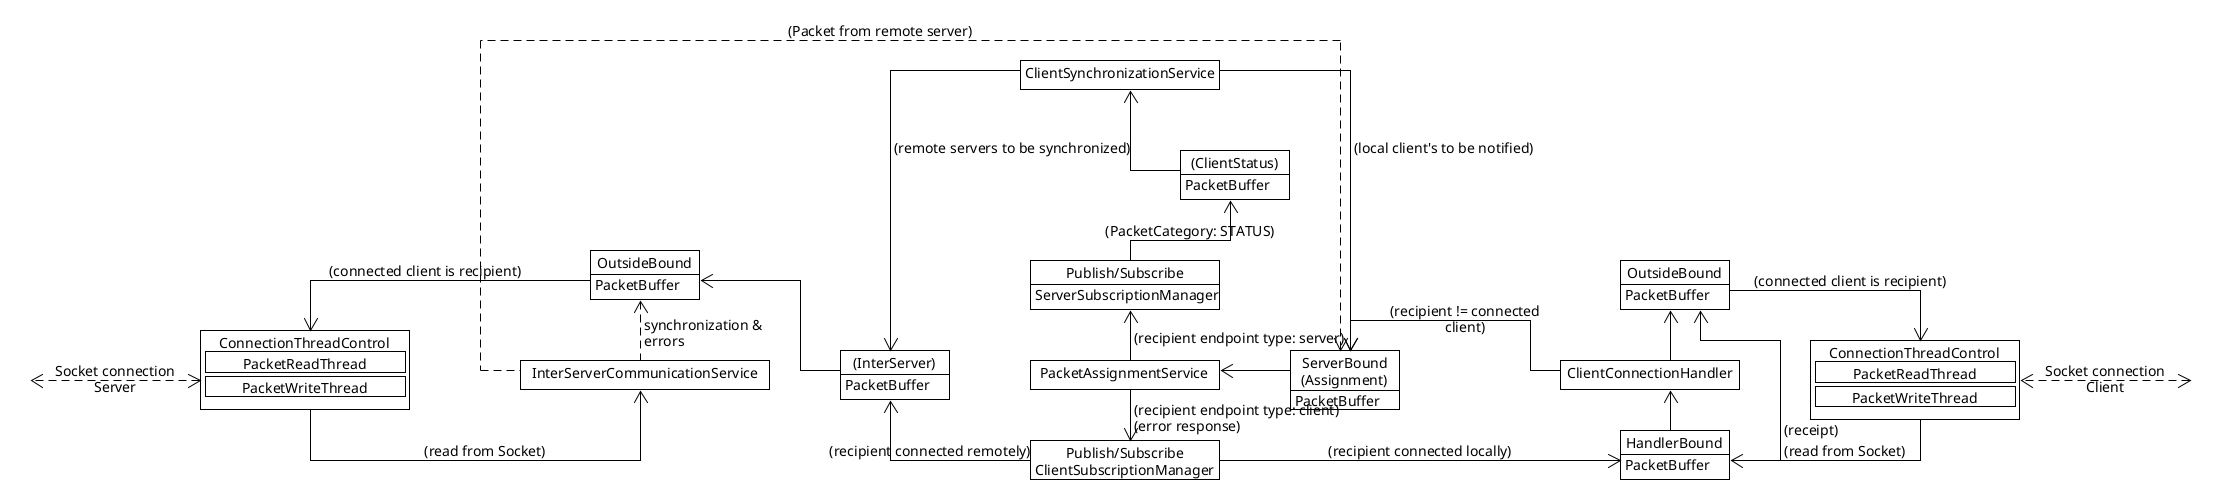 (Packet from remote server)
ClientSynchronizationService
(remote servers to be synchronized)
(local client's to be notified)
(ClientStatus)
PacketBuffer
(PacketCategory: STATUS)
OutsideBound
PacketBuffer
(connected client is recipient)
Publish/Subscribe
ServerSubscriptionManager
OutsideBound
PacketBuffer
(connected client is recipient)
synchronization &
errors
(recipient != connected
client)
(recipient endpoint type: server)
ConnectionThreadControl
PacketReadThread
PacketWriteThread
Socket connection
Server
InterServerCommunicationService
(InterServer)
PacketBuffer
PacketAssignmentService
ServerBound
(Assignment)
PacketBuffer
ClientConnectionHandler
ConnectionThreadControl
PacketReadThread
PacketWriteThread
Socket connection
Client
(recipient endpoint type: client)
(error response)
(read from Socket)
(recipient connected remotely)
Publish/Subscribe
ClientSubscriptionManager
(recipient connected locally)
HandlerBound
PacketBuffer
(receipt)
(read from Socket)